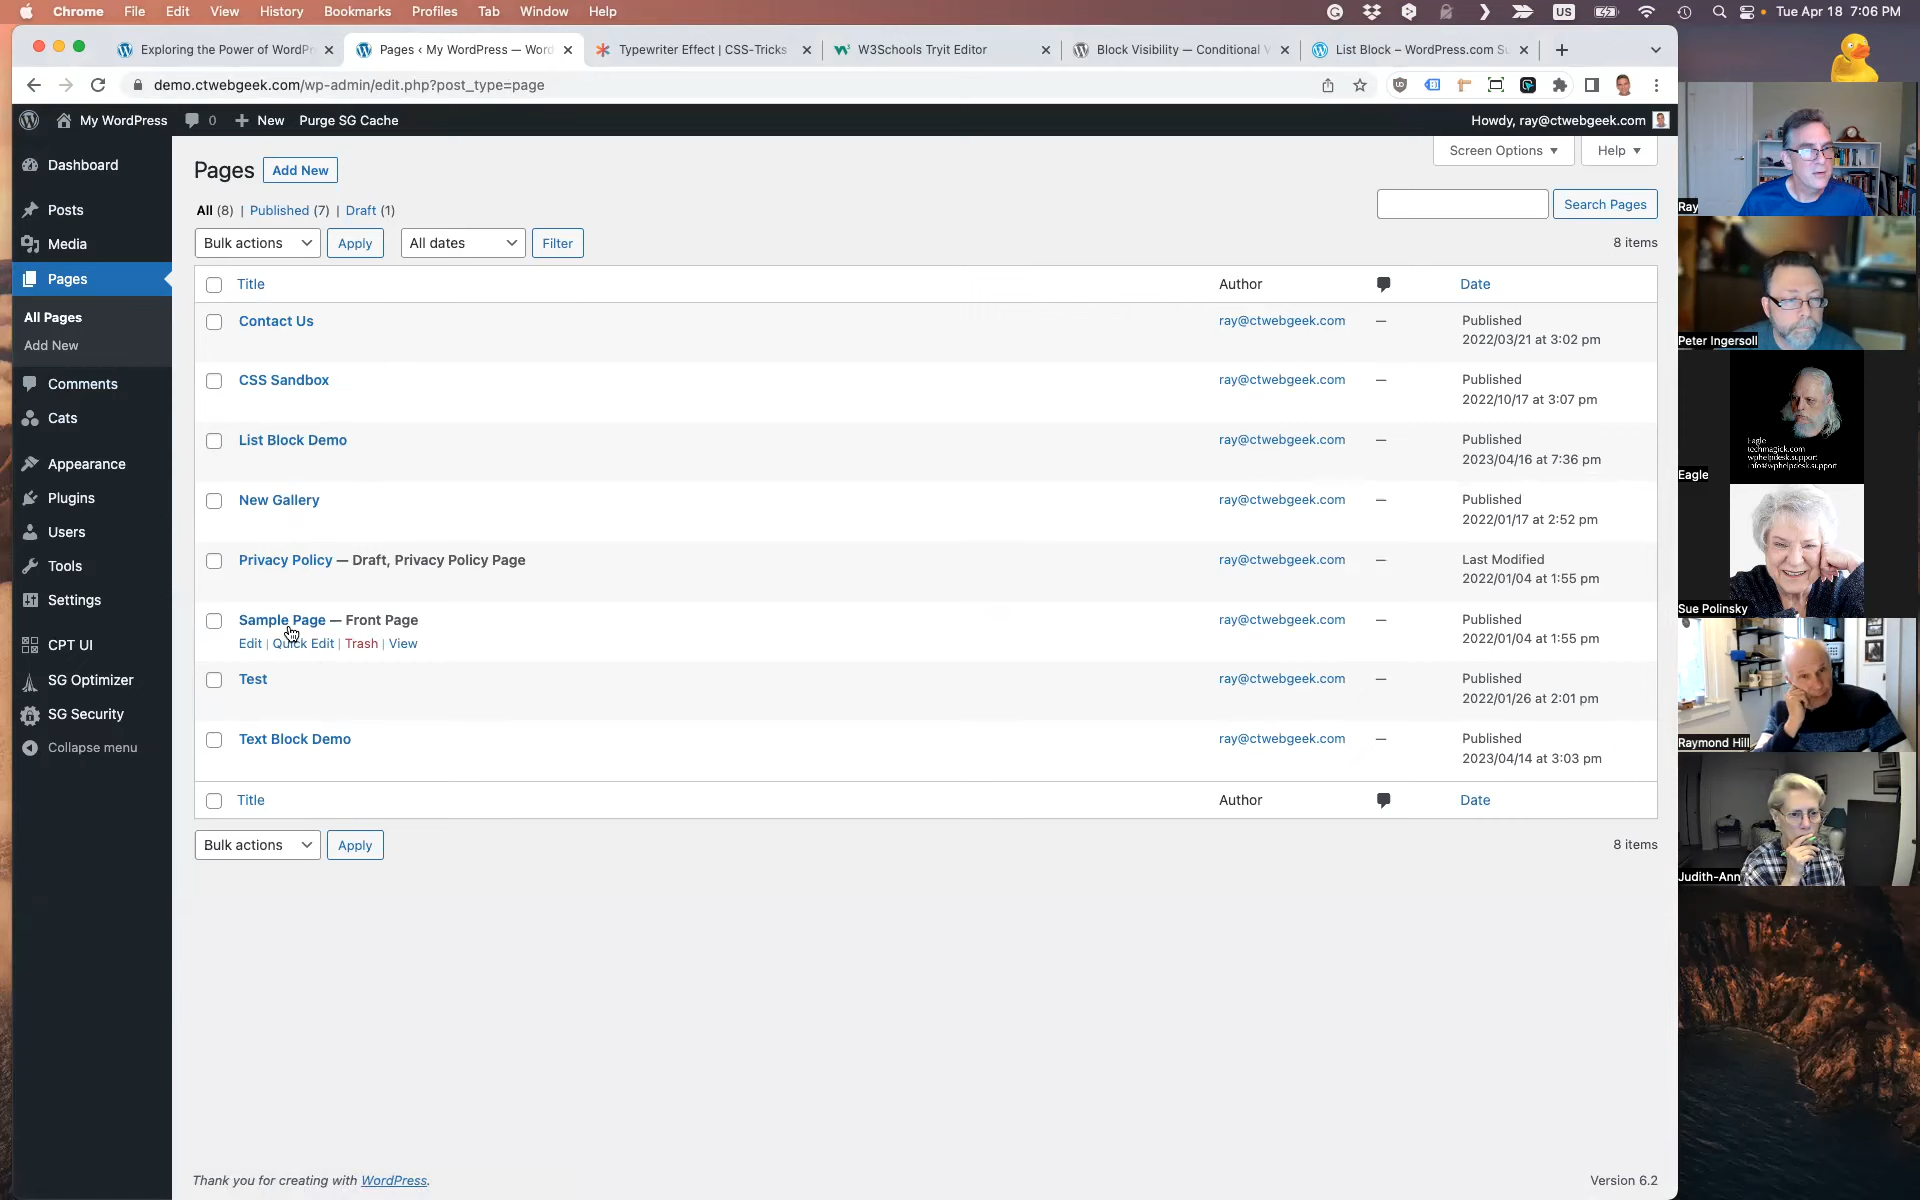 Chrome File Edit View History Bookmarks Profiles Tab Window Help US Tue Apr 18 7:06 PM
Exploring the Power of WordPr
Pages ‹ My WordPress — Word
Typewriter Effect | CSS-Tricks
W3Schools Tryit Editor
Block Visibility — Conditional V
List Block – WordPress.com Su
demo.ctwebgeek.com/wp-admin/edit.php?post_type=page
My WordPress 0 New Purge SG Cache Howdy, ray@ctwebgeek.com
Dashboard
Posts
Media
Pages
All Pages
Add New
Comments
Cats
Appearance
Plugins
Users
Tools
Settings
CPT UI
SG Optimizer
SG Security
Collapse menu
Screen Options Help
Pages Add New
All (8) | Published (7) | Draft (1)
Search Pages
Bulk actions Apply All dates Filter 8 items
Title Author Date
Contact Us ray@ctwebgeek.com — Published
2022/03/21 at 3:02 pm
CSS Sandbox ray@ctwebgeek.com — Published
2022/10/17 at 3:07 pm
List Block Demo ray@ctwebgeek.com — Published
2023/04/16 at 7:36 pm
New Gallery ray@ctwebgeek.com — Published
2022/01/17 at 2:52 pm
Privacy Policy — Draft, Privacy Policy Page ray@ctwebgeek.com — Last Modified
2022/01/04 at 1:55 pm
Sample Page — Front Page ray@ctwebgeek.com — Published
Edit | Quick Edit | Trash | View 2022/01/04 at 1:55 pm
Test ray@ctwebgeek.com — Published
2022/01/26 at 2:01 pm
Text Block Demo ray@ctwebgeek.com — Published
2023/04/14 at 3:03 pm
Title Author Date
Bulk actions Apply 8 items
Thank you for creating with WordPress. Version 6.2
Ray
Peter Ingersoll
Eagle
techmagick.com
wphelpdesk.support
info@wphelpdesk.support
Eagle
Sue Polinsky
Raymond Hill
Judith-Ann